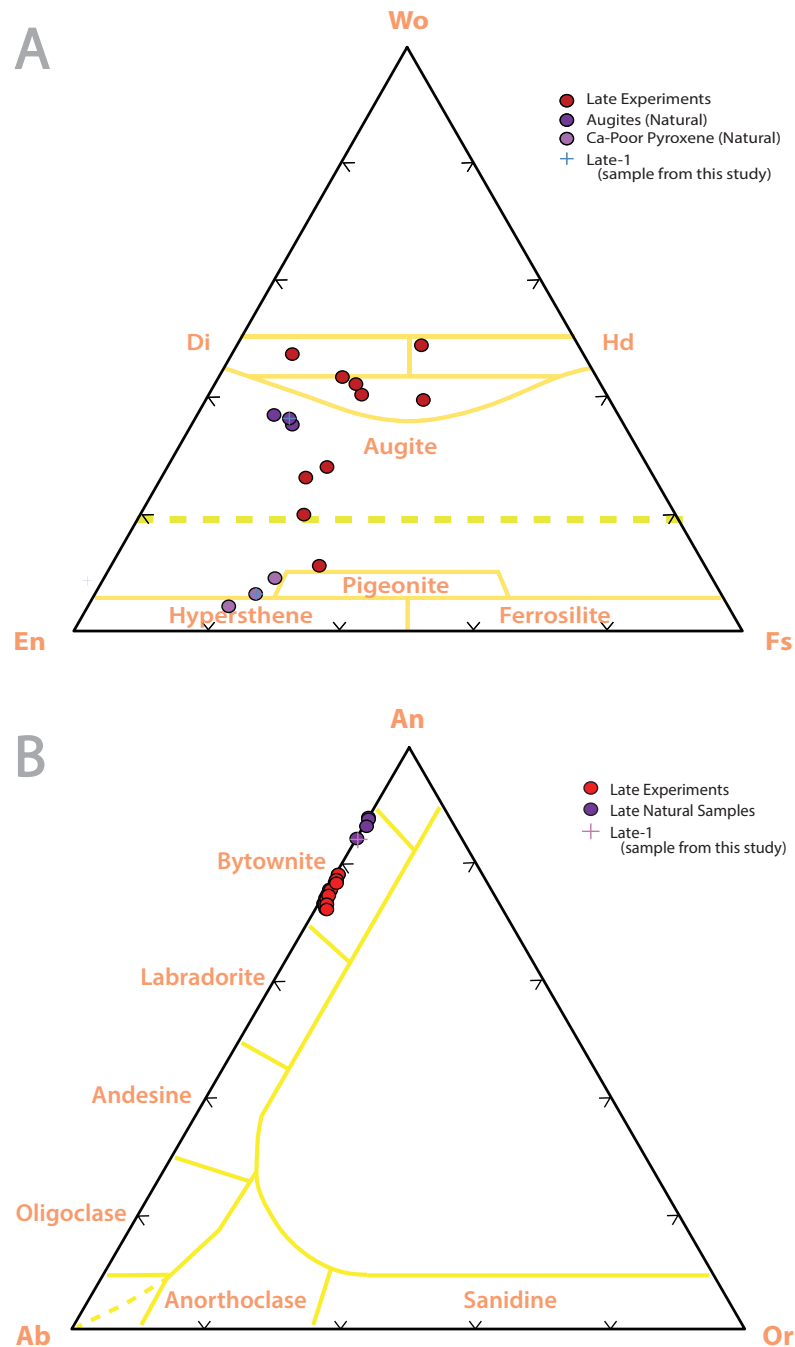 A
Wo
Late Experiments
Augites (Natural)
Ca-Poor Pyroxene (Natural)
Late-1
(sample from this study)
Di
Hd
Augite
Pigeonite
Hypersthene
Ferrosilite
En
Fs
B
An
Late Experiments
Late Natural Samples
Late-1
(sample from this study)
Bytownite
Labradorite
Andesine
Oligoclase
Anorthoclase
Sanidine
Ab
Or